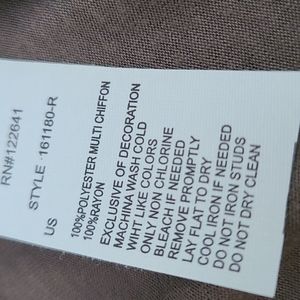 RN#122641
STYLE - 161180-R
US
100%POLYESTER MULTI CHIFFON
100%RAYON
EXCLUSIVE OF DECORATION
MACHINA WASH COLD
WIHT LIKE COLORS
ONLY NON CHLORINE
BLEACH IF NEEDED
REMOVE PROMPTLY
LAY FLAT TO DRY
COOL IRON IF NEEDED
DO NOT IRON STUDS
DO NOT DRY CLEAN